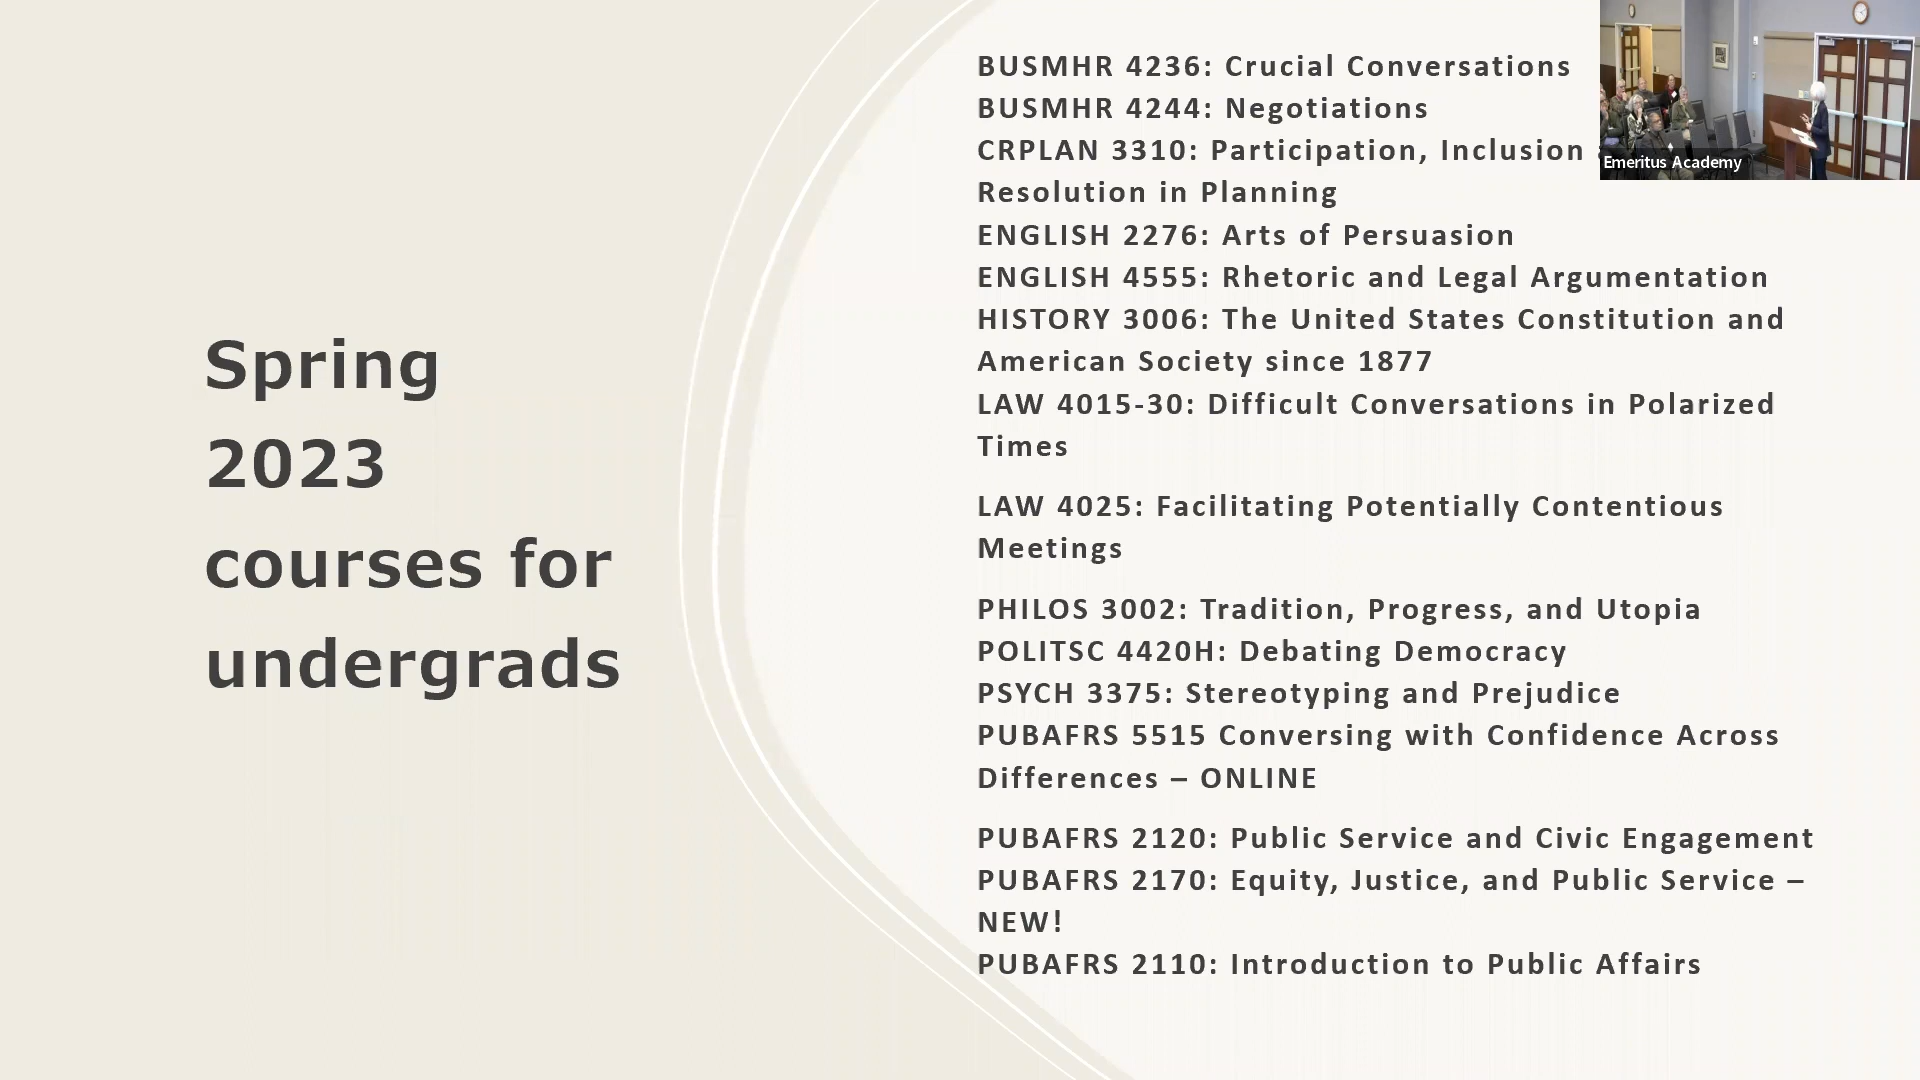 Spring
2023
courses for
undergrads
BUSMHR 4236: Crucial Conversations
BUSMHR 4244: Negotiations
CRPLAN 3310: Participation, Inclusion
Resolution in Planning
ENGLISH 2276: Arts of Persuasion
ENGLISH 4555: Rhetoric and Legal Argumentation
HISTORY 3006: The United States Constitution and
American Society since 1877
LAW 4015-30: Difficult Conversations in Polarized
Times
LAW 4025: Facilitating Potentially Contentious
Meetings
PHILOS 3002: Tradition, Progress, and Utopia
POLITSC 4420H: Debating Democracy
PSYCH 3375: Stereotyping and Prejudice
PUBAFRS 5515 Conversing with Confidence Across
Differences – ONLINE
PUBAFRS 2120: Public Service and Civic Engagement
PUBAFRS 2170: Equity, Justice, and Public Service –
NEW!
PUBAFRS 2110: Introduction to Public Affairs
Emeritus Academy